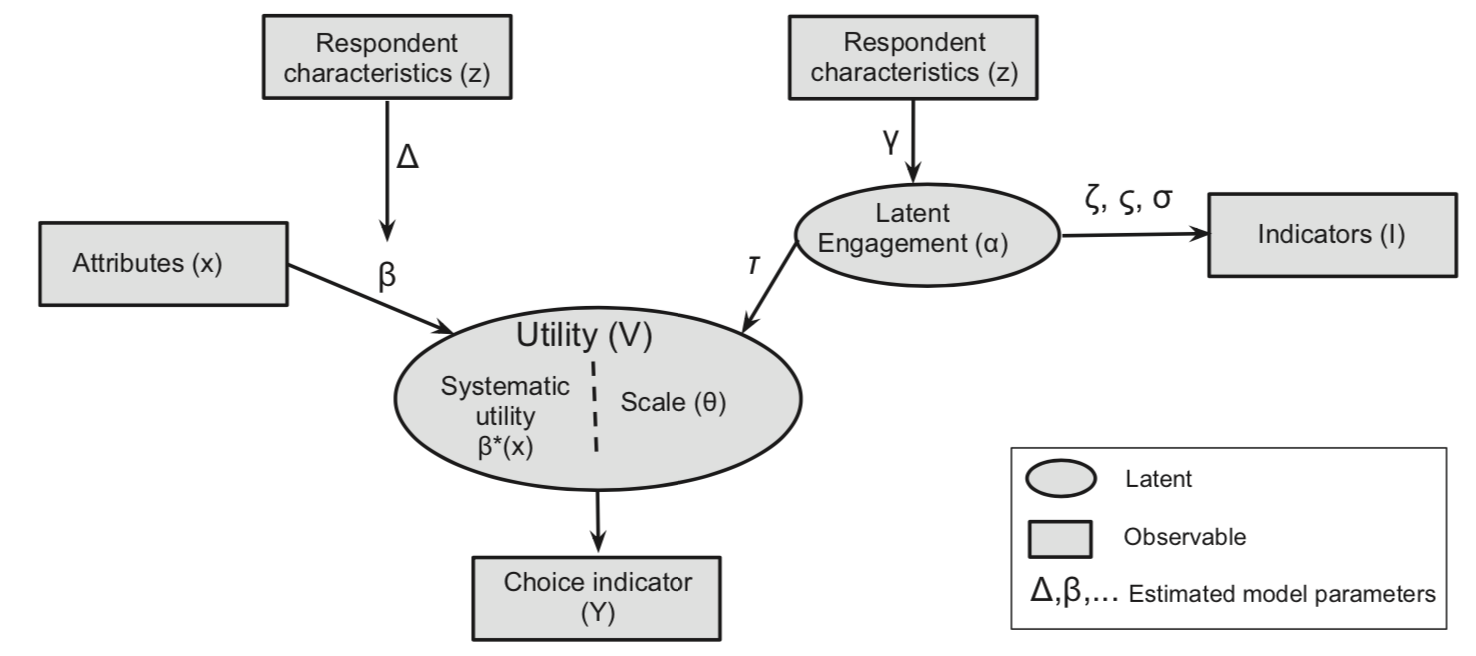 Respondent
characteristics (z)
Respondent
characteristics (z)
Δ
γ
Attributes (x)
β
Latent
Engagement (α)
ζ, ς, σ
Indicators (I)
τ
Utility (V)
Systematic
utility
β*(x)
Scale (θ)
Choice indicator
(Y)
Latent
Observable
Δ,β,... Estimated model parameters